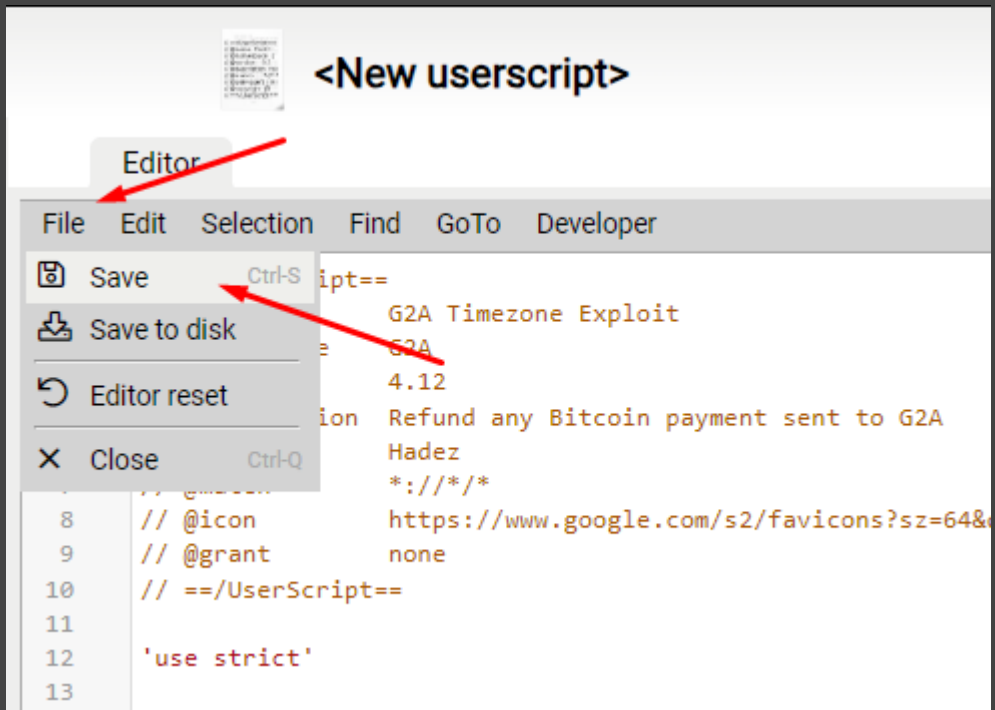 <New userscript>
Editor
File Edit Selection Find GoTo Developer
Save Ctrl-S ipt==
G2A Timezone Exploit
Save to disk
e G2A
4.12
Editor reset
ion Refund any Bitcoin payment sent to G2A
Hadez
Close Ctrl-Q
*://*/*
8 // @icon https://www.google.com/s2/favicons?sz=64&
9 // @grant none
10 // ==/UserScript==
11
12 'use strict'
13